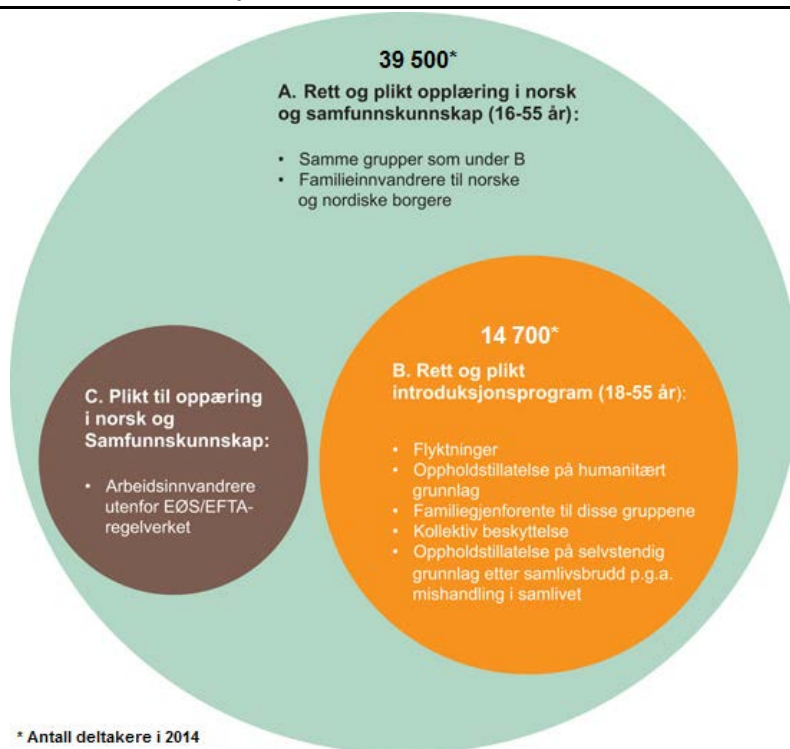 39 500*
A. Rett og plikt opplæring i norsk
og samfunnskunnskap (16-55 år):
• Samme grupper som under B
• Familieinnvandrere til norske
og nordiske borgere
14 700*
B. Rett og plikt
introduksjonsprogram (18-55 år):
• Flyktninger
• Oppholdstillatelse på humanitært
grunnlag
• Familiegjenforente til disse gruppene
• Kollektiv beskyttelse
• Oppholdstillatelse på selvstendig
grunnlag etter samlivsbrudd p.g.a.
mishandling i samlivet
C. Plikt til oppæring
i norsk og
Samfunnskunnskap:
• Arbeidsinnvandrere
utenfor EØS/EFTA-
regelverket
* Antall deltakere i 2014